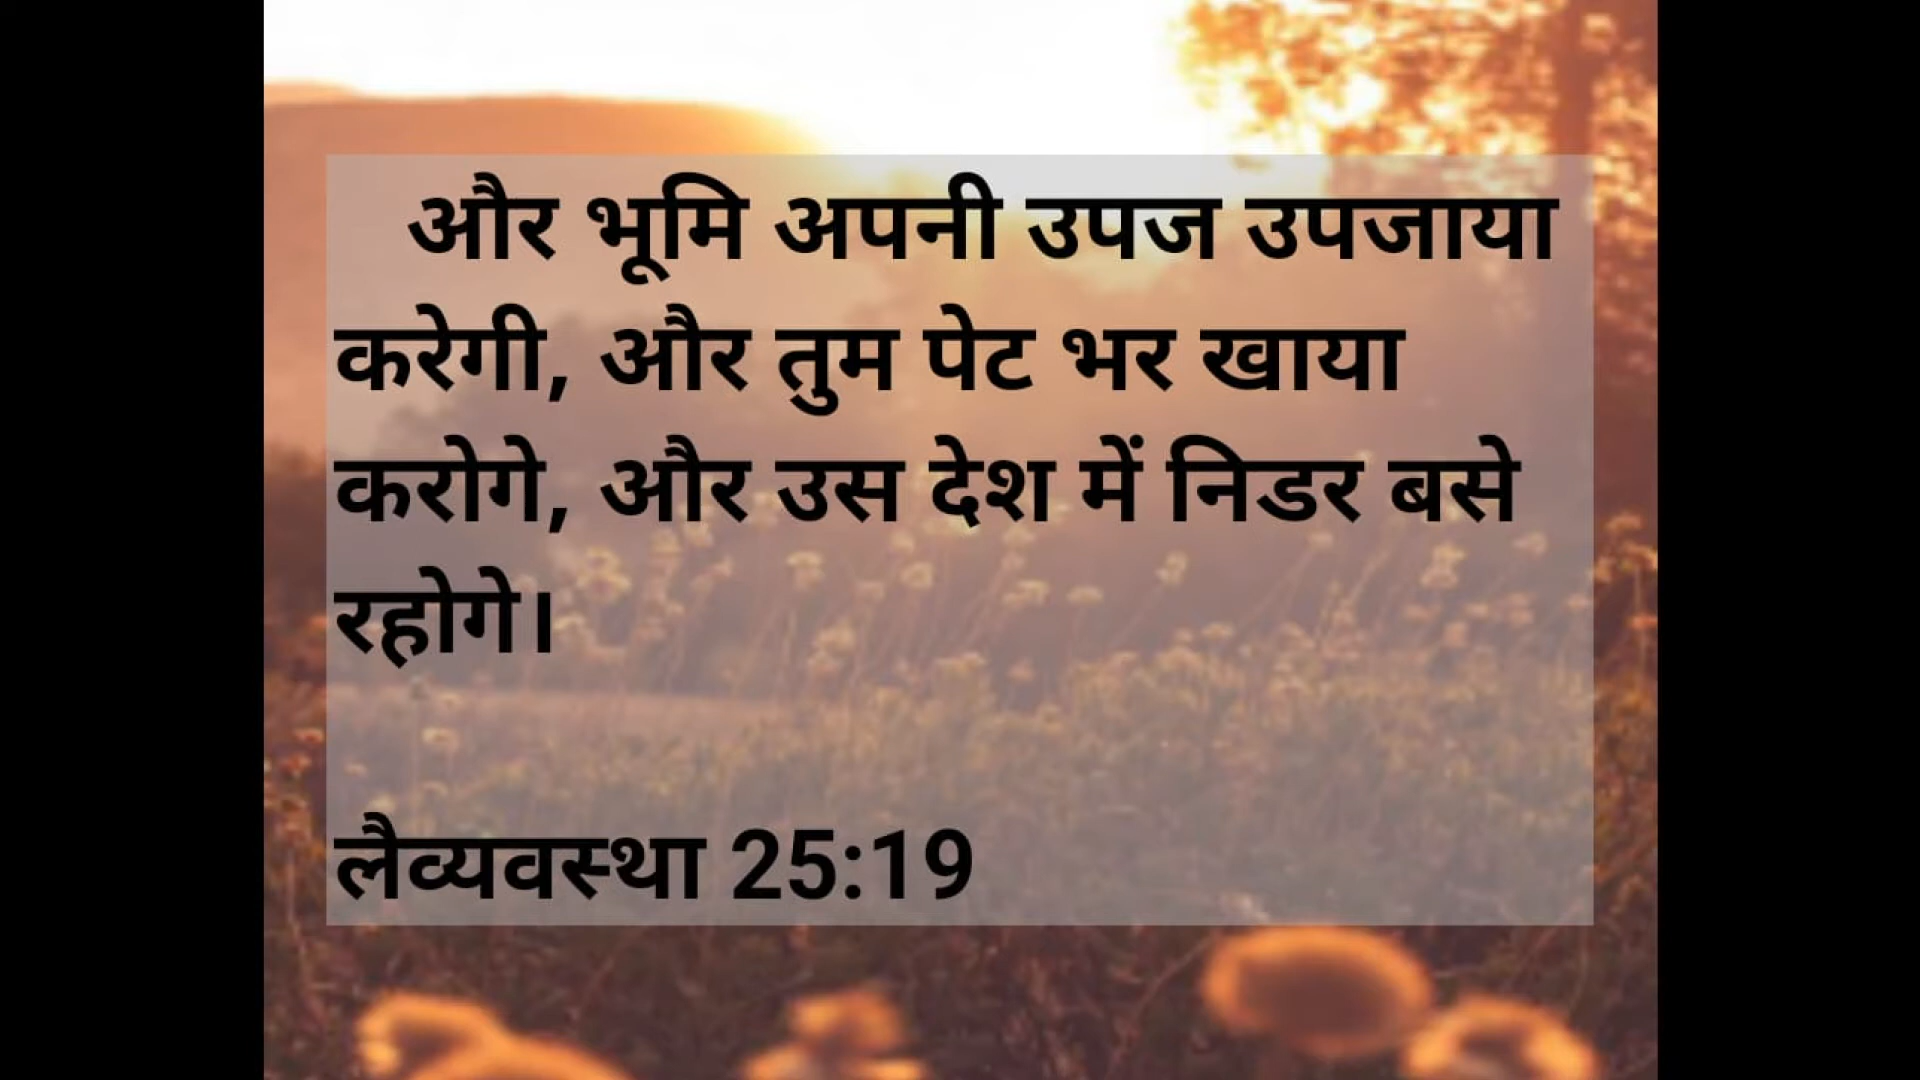 और भूमि अपनी उपज उपजाया
करेगी, और तुम पेट भर खाया
करोगे, और उस देश में निडर बसे
रहोगे।
लैव्यवस्था 25:19